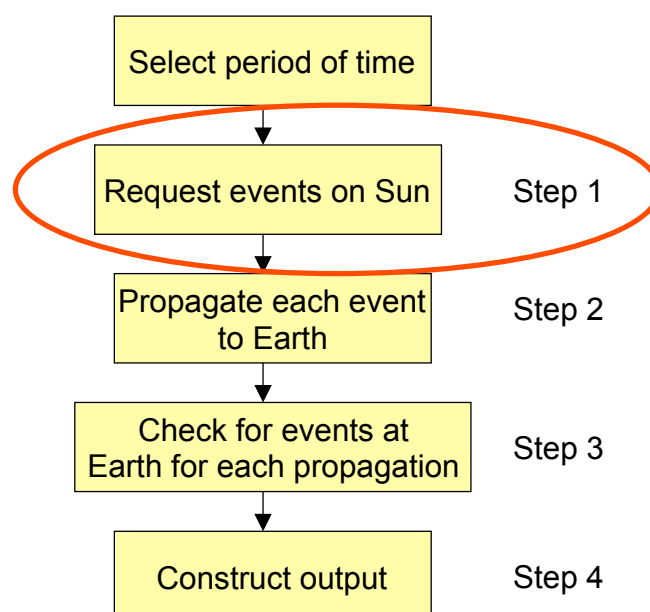 Select period of time
Request events on Sun
Step 1
Propagate each event
to Earth
Step 2
Check for events at
Earth for each propagation
Step 3
Construct output
Step 4